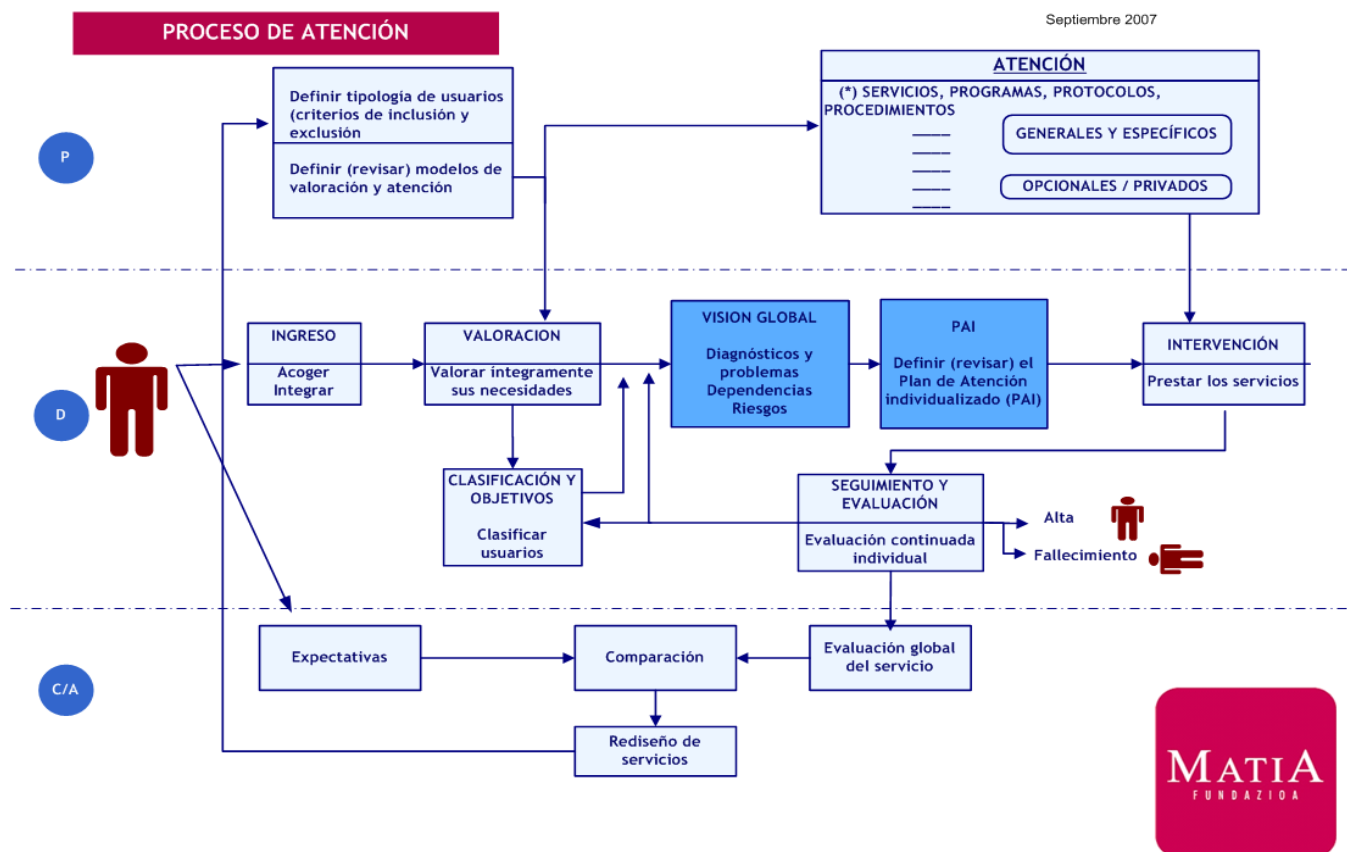 PROCESO DE ATENCIÓN
Septiembre 2007
P
Definir tipología de usuarios
(criterios de inclusión y
exclusión
Definir (revisar) modelos de
valoración y atención
ATENCIÓN
(*) SERVICIOS, PROGRAMAS, PROTOCOLOS,
PROCEDIMIENTOS
GENERALES Y ESPECÍFICOS
OPCIONALES / PRIVADOS
D
INGRESO
Acoger
Integrar
VALORACION
Valorar integramente
sus necesidades
VISION GLOBAL
Diagnósticos y
problemas
Dependencias
Riesgos
PAI
Definir (revisar) el
Plan de Atención
individualizado (PAI)
INTERVENCIÓN
Prestar los servicios
CLASIFICACIÓN Y
OBJETIVOS
Clasificar
usuarios
SEGUIMIENTO Y
EVALUACIÓN
Evaluación continuada
individual
Alta
Fallecimiento
C/A
Expectativas
Comparación
Evaluación global
del servicio
Rediseño de
servicios
MATIA
FUNDAZIOA